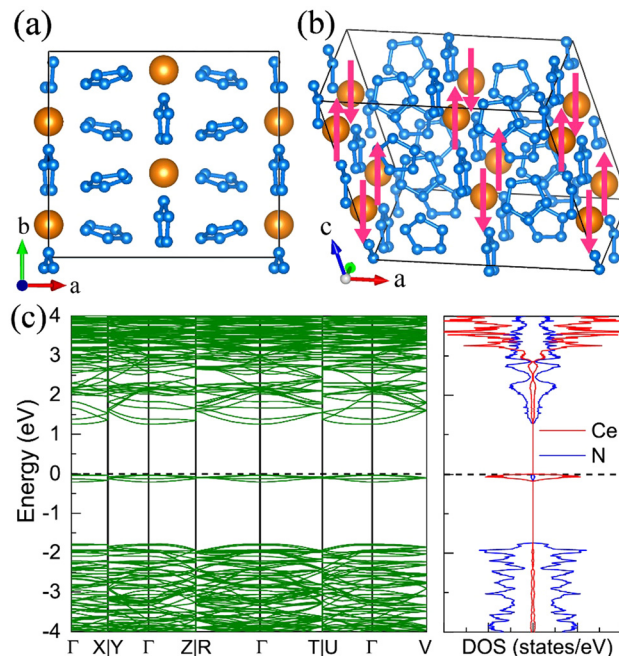 (a)
(b)
b
a
c
a
(c)
4
3
2
1
0
-1
-2
-3
-4
Energy (eV)
Γ X|Y Γ Z|R Γ T|U Γ V
Ce
N
DOS (states/eV)